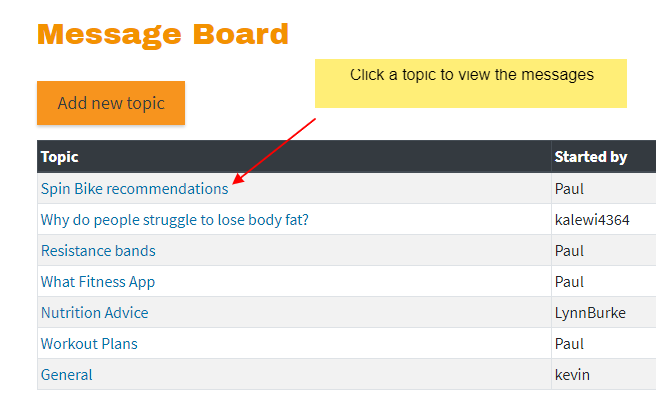 Message Board
Click a topic to view the messages
Add new topic
Topic Started by
Spin Bike recommendations Paul
Why do people struggle to lose body fat? kalewi4364
Resistance bands Paul
What Fitness App Paul
Nutrition Advice LynnBurke
Workout Plans Paul
General kevin